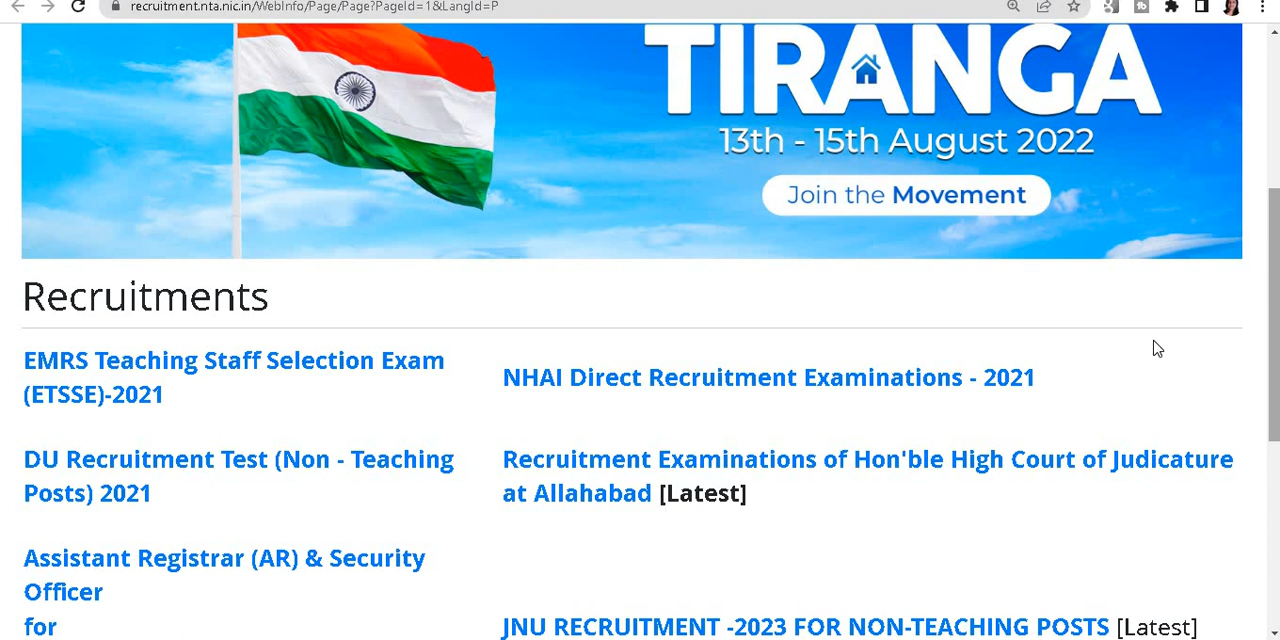 recruitment.nta.nic.in/WebInfo/Page/Page?PageId=1&LangId=P
TIRANGA
13th - 15th August 2022
Join the Movement
Recruitments
EMRS Teaching Staff Selection Exam
(ETSSE)-2021
NHAI Direct Recruitment Examinations - 2021
DU Recruitment Test (Non - Teaching
Posts) 2021
Recruitment Examinations of Hon'ble High Court of Judicature
at Allahabad [Latest]
Assistant Registrar (AR) & Security
Officer
for
JNU RECRUITMENT -2023 FOR NON-TEACHING POSTS [Latest]